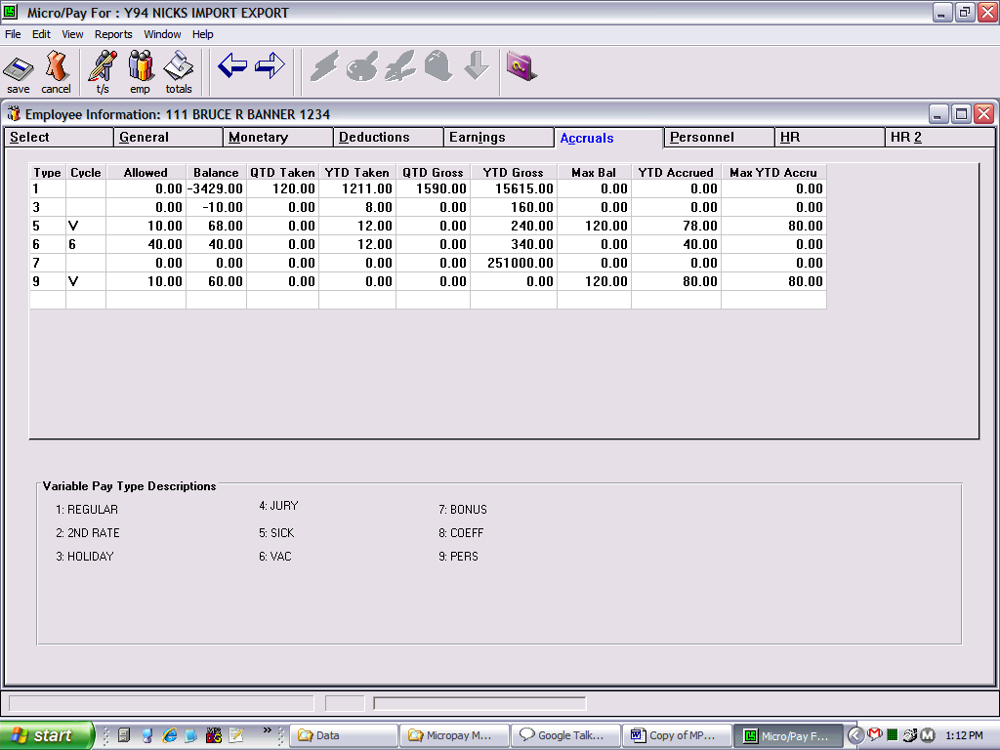 Micro/Pay For : Y94 NICKS IMPORT EXPORT
File Edit View Reports Window Help
save cancel t/s emp totals
Employee Information: 111 BRUCE R BANNER 1234
Select General Monetary Deductions Earnings Accruals Personnel HR HR 2
Type Cycle Allowed Balance QTD Taken YTD Taken QTD Gross YTD Gross Max Bal YTD Accrued Max YTD Accru
1 0.00 -3429.00 120.00 1211.00 1590.00 15615.00 0.00 0.00 0.00
3 0.00 -10.00 0.00 8.00 0.00 160.00 0.00 0.00 0.00
5 V 10.00 68.00 0.00 12.00 0.00 240.00 120.00 78.00 80.00
6 6 40.00 40.00 0.00 12.00 0.00 340.00 0.00 40.00 0.00
7 0.00 0.00 0.00 0.00 0.00 251000.00 0.00 0.00 0.00
9 V 10.00 60.00 0.00 0.00 0.00 0.00 120.00 80.00 80.00
Variable Pay Type Descriptions
1: REGULAR 4: JURY 7: BONUS
2: 2ND RATE 5: SICK 8: COEFF
3: HOLIDAY 6: VAC 9: PERS
start » Data Micropay M... Google Talk... Copy of MP... Micro/Pay F... 1:12 PM